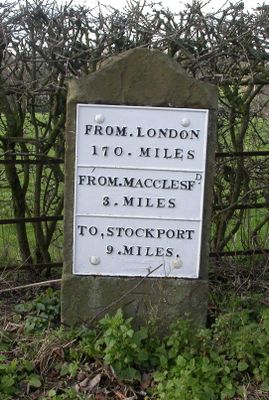 FROM.LONDON
170.MILES
FROM.MACCLESFD
3.MILES
TO,STOCKPORT
9.MILES.